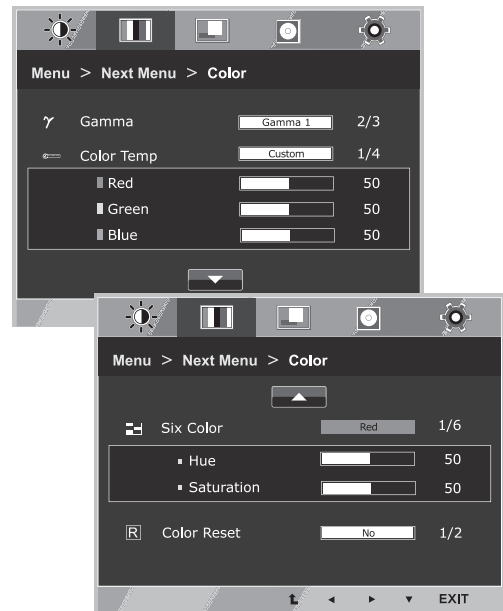 Menu > Next Menu > Color
γ Gamma Gamma 1 2/3
Color Temp Custom 1/4
Red 50
Green 50
Blue 50
Menu > Next Menu > Color
Six Color Red 1/6
Hue 50
Saturation 50
R Color Reset No 1/2
EXIT